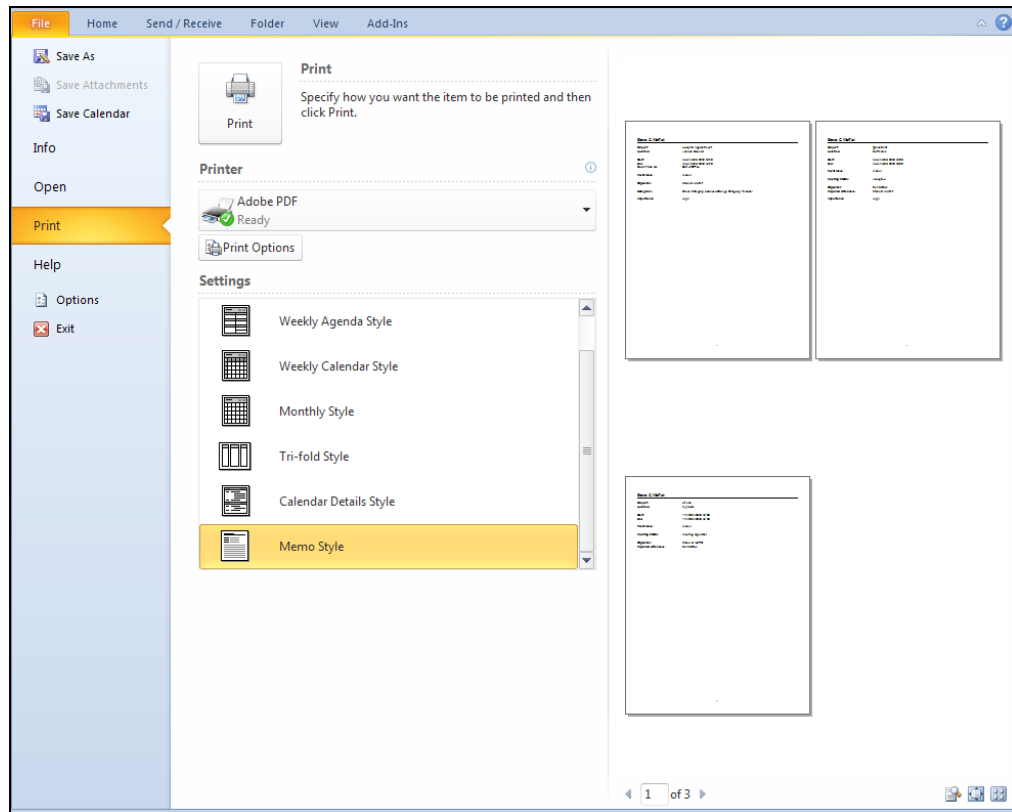 File Home Send / Receive Folder View Add-Ins
Save As
Save Attachments
Save Calendar
Info
Open
Print
Help
Options
Exit
Print
Print
Specify how you want the item to be printed and then
click Print.
Printer
Adobe PDF
Ready
Print Options
Settings
Weekly Agenda Style
Weekly Calendar Style
Monthly Style
Tri-fold Style
Calendar Details Style
Memo Style
1 of 3